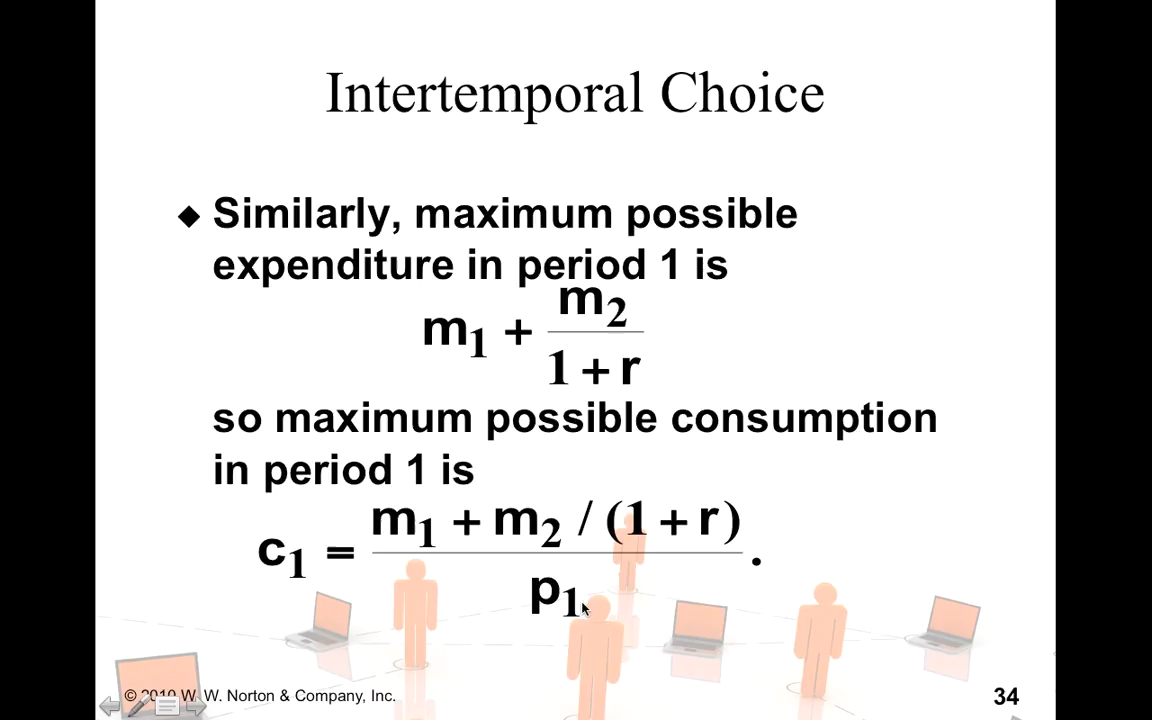 Intertemporal Choice
◆ Similarly, maximum possible
expenditure in period 1 is
m₁ + m₂ / 1 + r
so maximum possible consumption
in period 1 is
c₁ = m₁ + m₂ / (1 + r) / p₁ .
© 2010 W. W. Norton & Company, Inc.
34